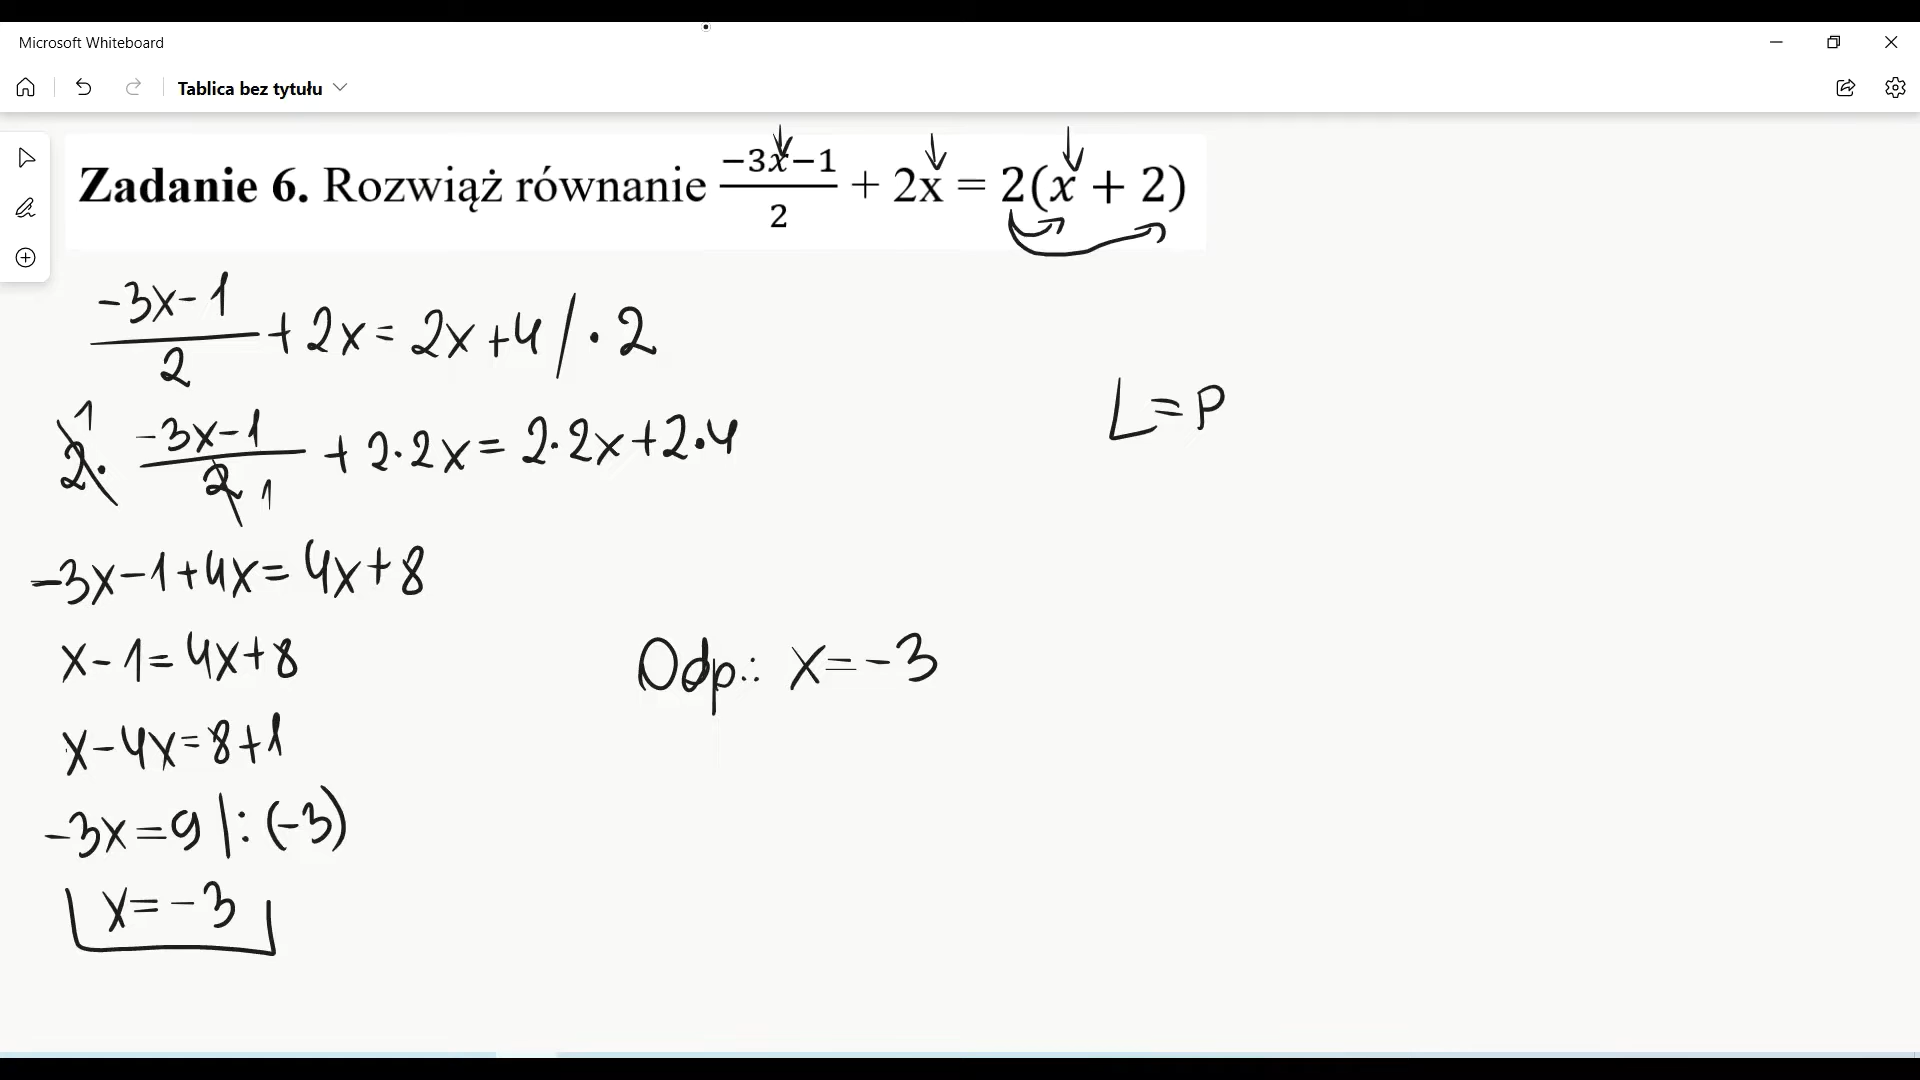 Microsoft Whiteboard
Tablica bez tytułu
Zadanie 6. Rozwiąż równanie (-3x-1)/2 + 2x = 2(x + 2)
(-3x-1)/2 + 2x = 2x+4 / · 2
L=P
1
2 · (-3x-1)/2 1 + 2·2x = 2·2x+2·4
-3x-1+4x=4x+8
x-1=4x+8
Odp.: x=-3
x-4x=8+1
-3x=9 |:(-3)
x=-3